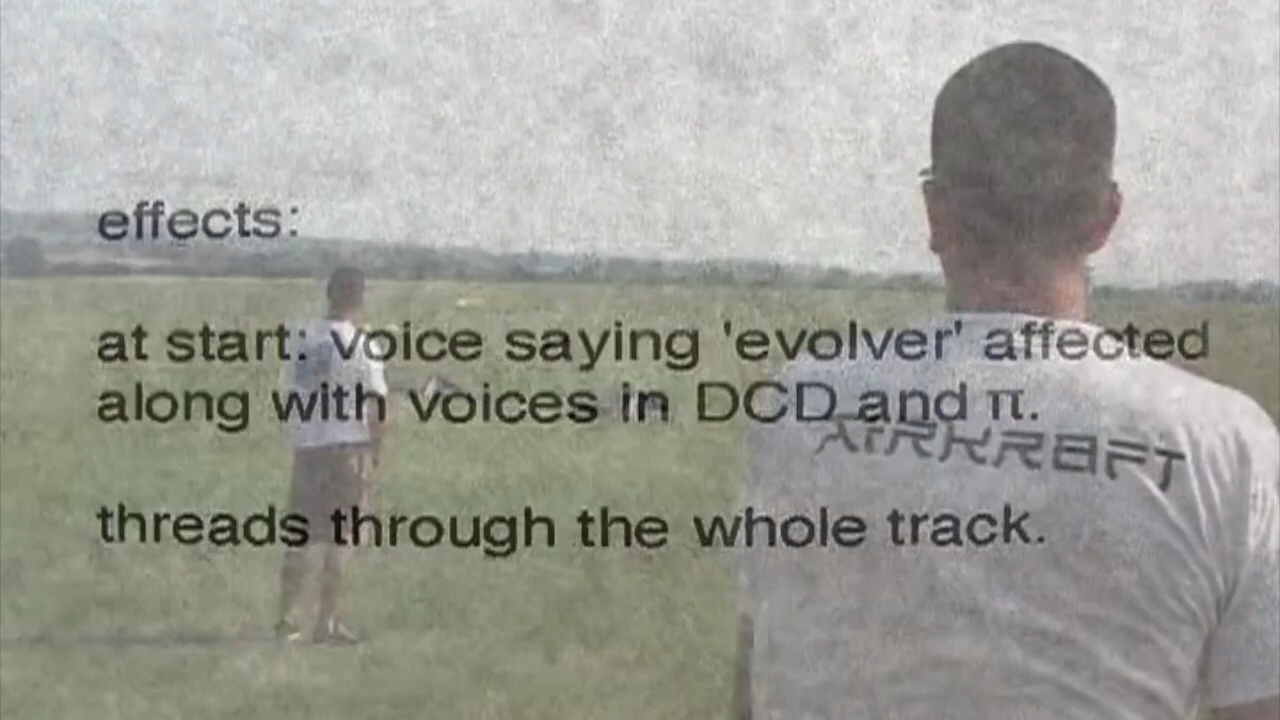 effects:
at start: voice saying 'evolver' affected
along with voices in DCD and π.
AIRKRAFT
threads through the whole track.